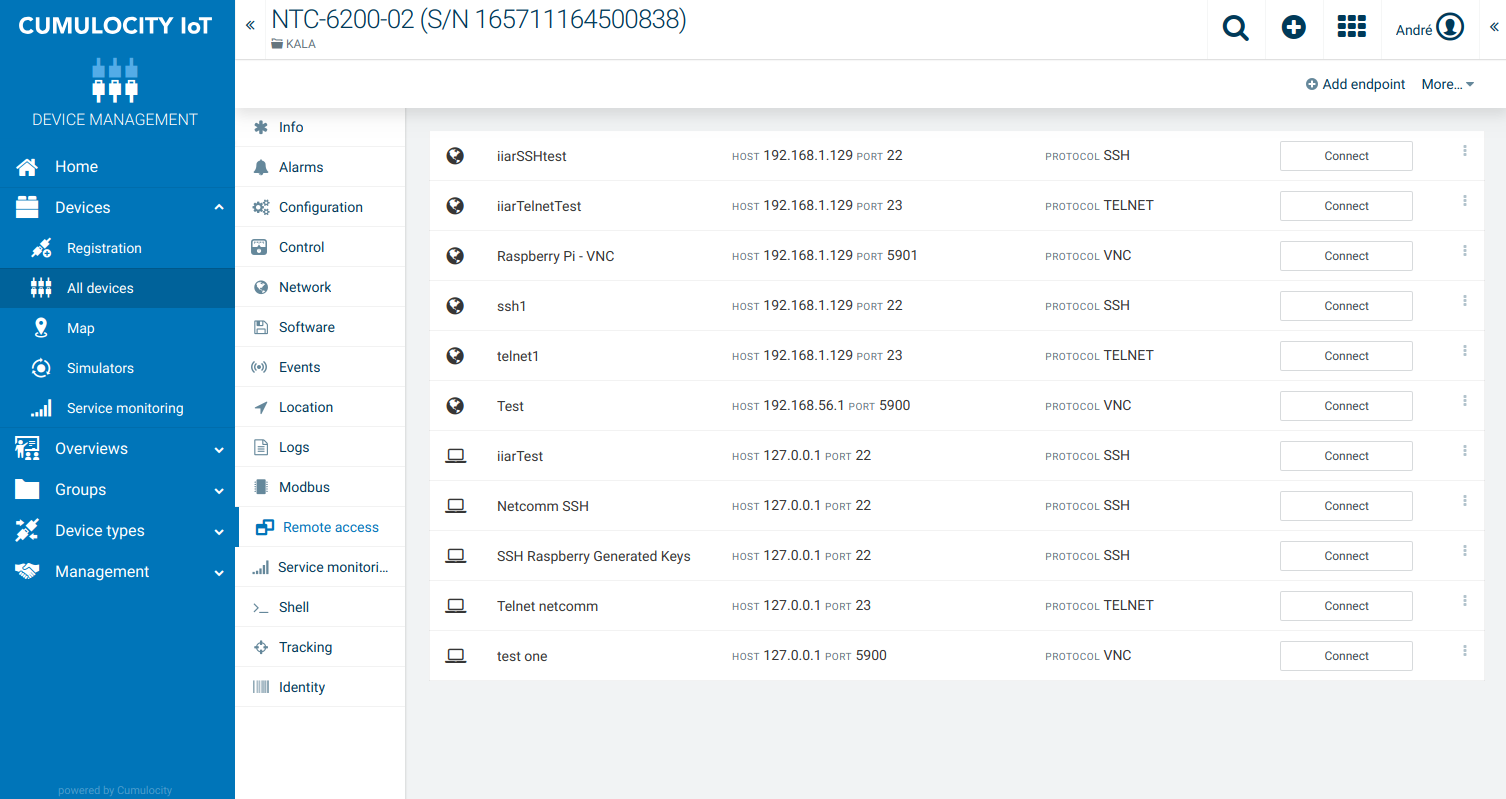 CUMULOCITY IoT
DEVICE MANAGEMENT
Home
Devices
Registration
All devices
Map
Simulators
Service monitoring
Overviews
Groups
Device types
Management
powered by Cumulocity
« NTC-6200-02 (S/N 165711164500838)
KALA
André «
Add endpoint More...
Info
Alarms
Configuration
Control
Network
Software
Events
Location
Logs
Modbus
Remote access
Service monitori...
Shell
Tracking
Identity
iiarSSHtest HOST 192.168.1.129 PORT 22 PROTOCOL SSH Connect
iiarTelnetTest HOST 192.168.1.129 PORT 23 PROTOCOL TELNET Connect
Raspberry Pi - VNC HOST 192.168.1.129 PORT 5901 PROTOCOL VNC Connect
ssh1 HOST 192.168.1.129 PORT 22 PROTOCOL SSH Connect
telnet1 HOST 192.168.1.129 PORT 23 PROTOCOL TELNET Connect
Test HOST 192.168.56.1 PORT 5900 PROTOCOL VNC Connect
iiarTest HOST 127.0.0.1 PORT 22 PROTOCOL SSH Connect
Netcomm SSH HOST 127.0.0.1 PORT 22 PROTOCOL SSH Connect
SSH Raspberry Generated Keys HOST 127.0.0.1 PORT 22 PROTOCOL SSH Connect
Telnet netcomm HOST 127.0.0.1 PORT 23 PROTOCOL TELNET Connect
test one HOST 127.0.0.1 PORT 5900 PROTOCOL VNC Connect